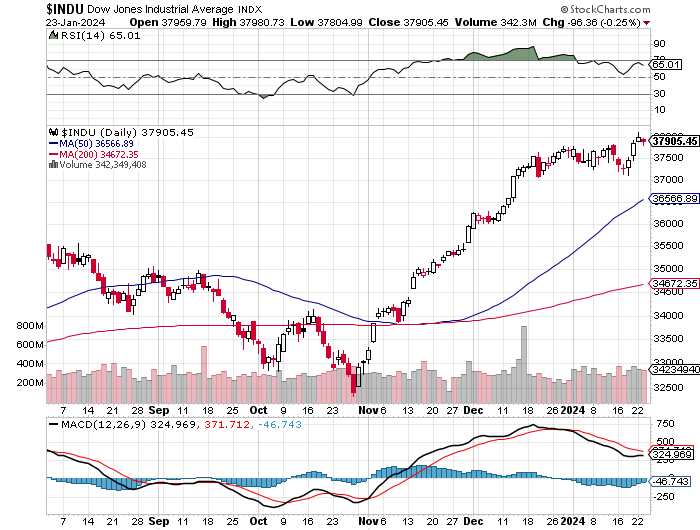 $INDU Dow Jones Industrial Average INDX © StockCharts.com
23-Jan-2024 Open 37959.79 High 37980.73 Low 37804.99 Close 37905.45 Volume 342.3M Chg -96.36 (-0.25%)
RSI(14) 65.01
90
70
65.01
50
30
10
$INDU (Daily) 37905.45
MA(50) 36566.89
MA(200) 34672.35
Volume 342,349,408
37905.45
37500
37000
36566.89
36000
35500
35000
34672.35
34500
34000
33500
33000
34234940
32500
800M
600M
400M
200M
7 14 21 28 Sep 11 18 25 Oct 9 16 23 Nov 6 13 20 27 Dec 11 18 26 2024 8 16 22
MACD(12,26,9) 324.969, 371.712, -46.743
750
500
324.969
250
-46.743
7 14 21 28 Sep 11 18 25 Oct 9 16 23 Nov 6 13 20 27 Dec 11 18 26 2024 8 16 22